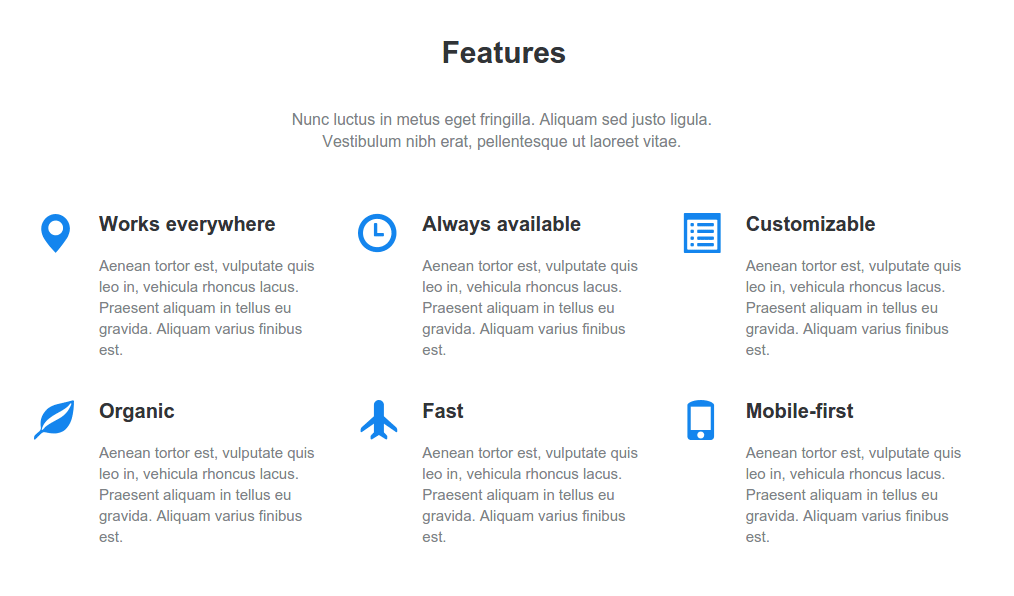 Features
Nunc luctus in metus eget fringilla. Aliquam sed justo ligula.
Vestibulum nibh erat, pellentesque ut laoreet vitae.
Works everywhere
Aenean tortor est, vulputate quis
leo in, vehicula rhoncus lacus.
Praesent aliquam in tellus eu
gravida. Aliquam varius finibus
est.
Always available
Aenean tortor est, vulputate quis
leo in, vehicula rhoncus lacus.
Praesent aliquam in tellus eu
gravida. Aliquam varius finibus
est.
Customizable
Aenean tortor est, vulputate quis
leo in, vehicula rhoncus lacus.
Praesent aliquam in tellus eu
gravida. Aliquam varius finibus
est.
Organic
Aenean tortor est, vulputate quis
leo in, vehicula rhoncus lacus.
Praesent aliquam in tellus eu
gravida. Aliquam varius finibus
est.
Fast
Aenean tortor est, vulputate quis
leo in, vehicula rhoncus lacus.
Praesent aliquam in tellus eu
gravida. Aliquam varius finibus
est.
Mobile-first
Aenean tortor est, vulputate quis
leo in, vehicula rhoncus lacus.
Praesent aliquam in tellus eu
gravida. Aliquam varius finibus
est.